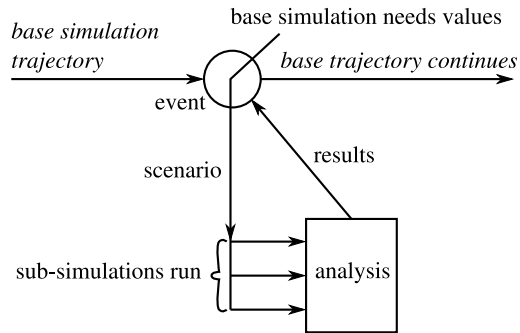 base simulation needs values
base simulation
trajectory
base trajectory continues
event
scenario
results
sub-simulations run
analysis